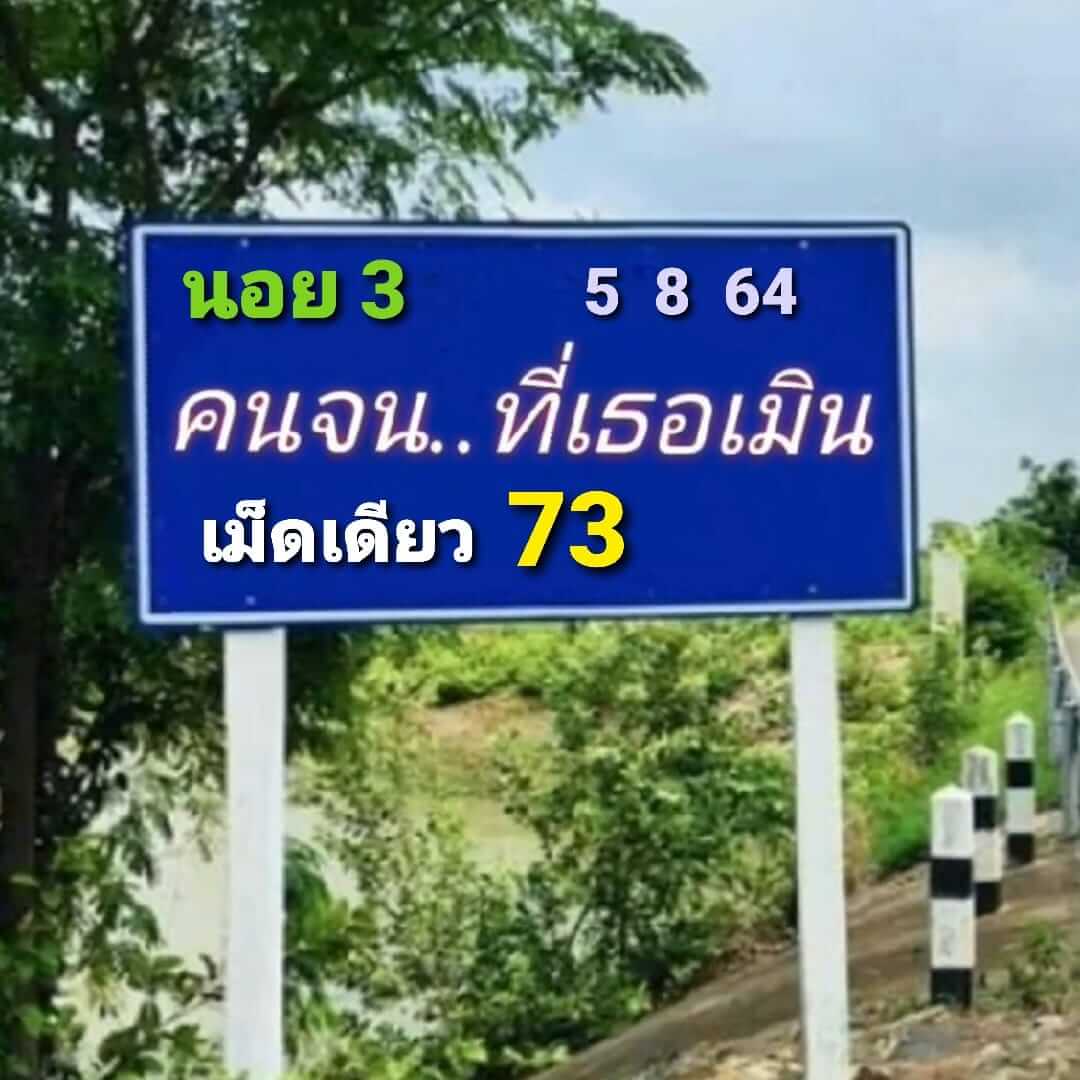 นอย 3 5 8 64
คนจน..ที่เธอเมิน
เม็ดเดียว 73